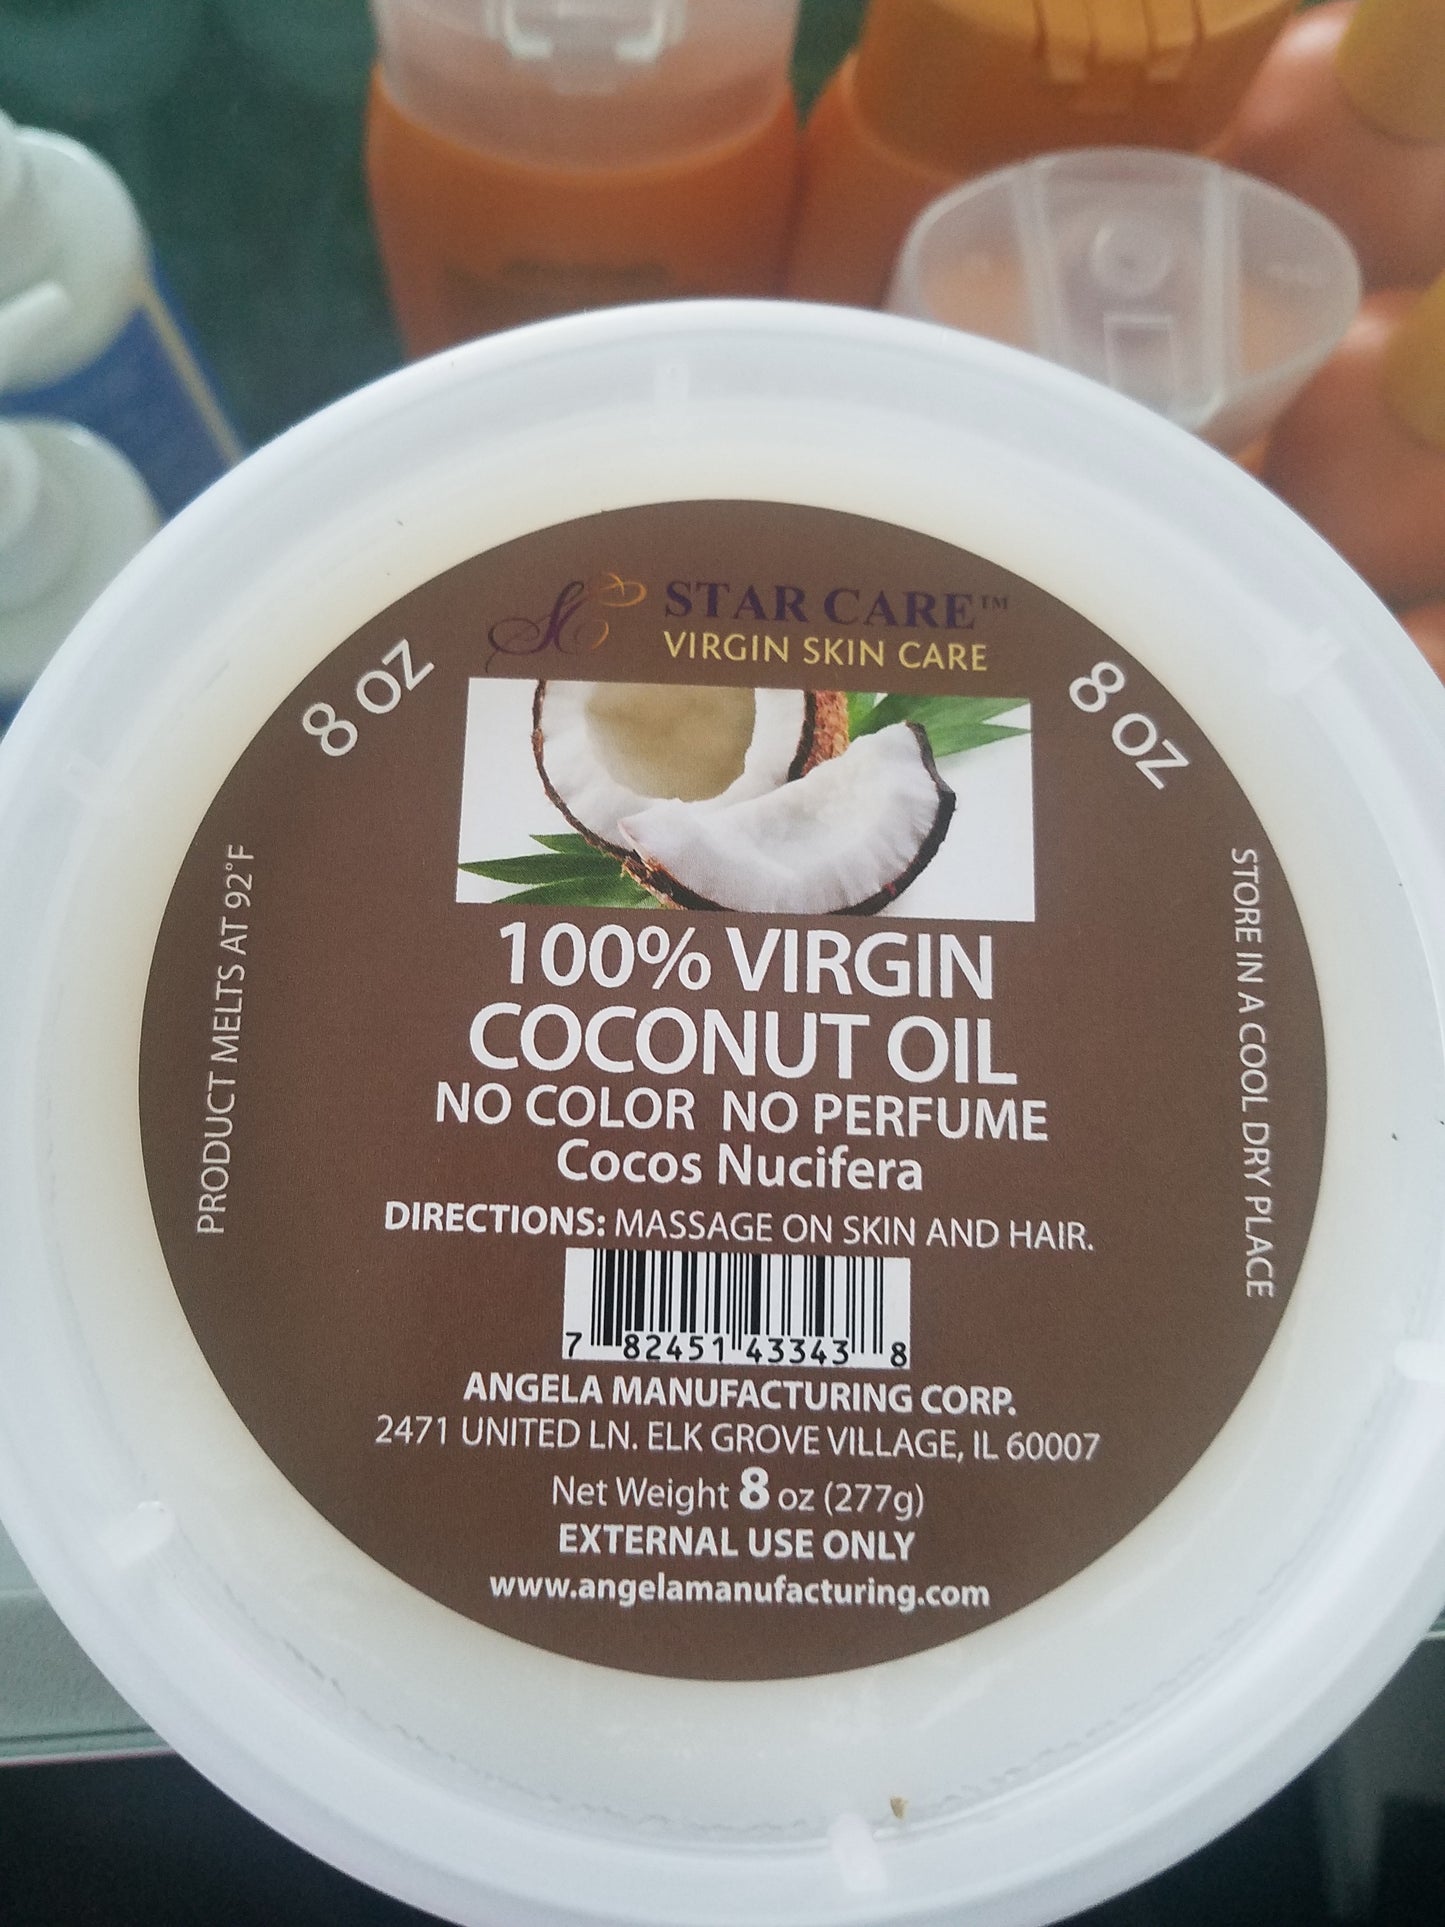 STAR CARE™
VIRGIN SKIN CARE
8 OZ
8 OZ
PRODUCT MELTS AT 92°F
STORE IN A COOL DRY PLACE
100% VIRGIN
COCONUT OIL
NO COLOR NO PERFUME
Cocos Nucifera
DIRECTIONS: MASSAGE ON SKIN AND HAIR.
7 82451 43343 8
ANGELA MANUFACTURING CORP.
2471 UNITED LN. ELK GROVE VILLAGE, IL 60007
Net Weight 8 oz (277g)
EXTERNAL USE ONLY
www.angelamanufacturing.com